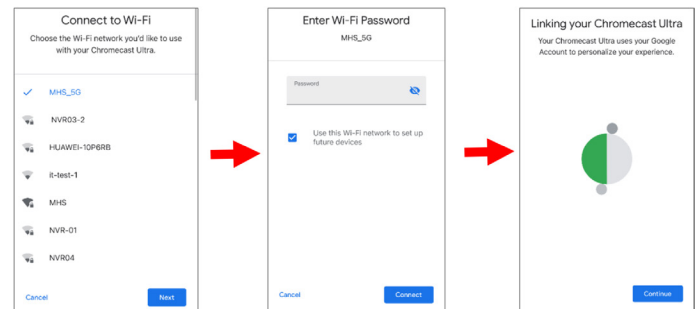 Connect to Wi-Fi
Choose the Wi-Fi network you'd like to use
with your Chromecast Ultra.
MHS_5G
NVR03-2
HUAWEI-10P6RB
it-test-1
MHS
NVR-01
NVR04
Cancel
Next
Enter Wi-Fi Password
MHS_5G
Password
Use this Wi-Fi network to set up
future devices
Cancel
Connect
Linking your Chromecast Ultra
Your Chromecast Ultra uses your Google
Account to personalize your experience.
Continue